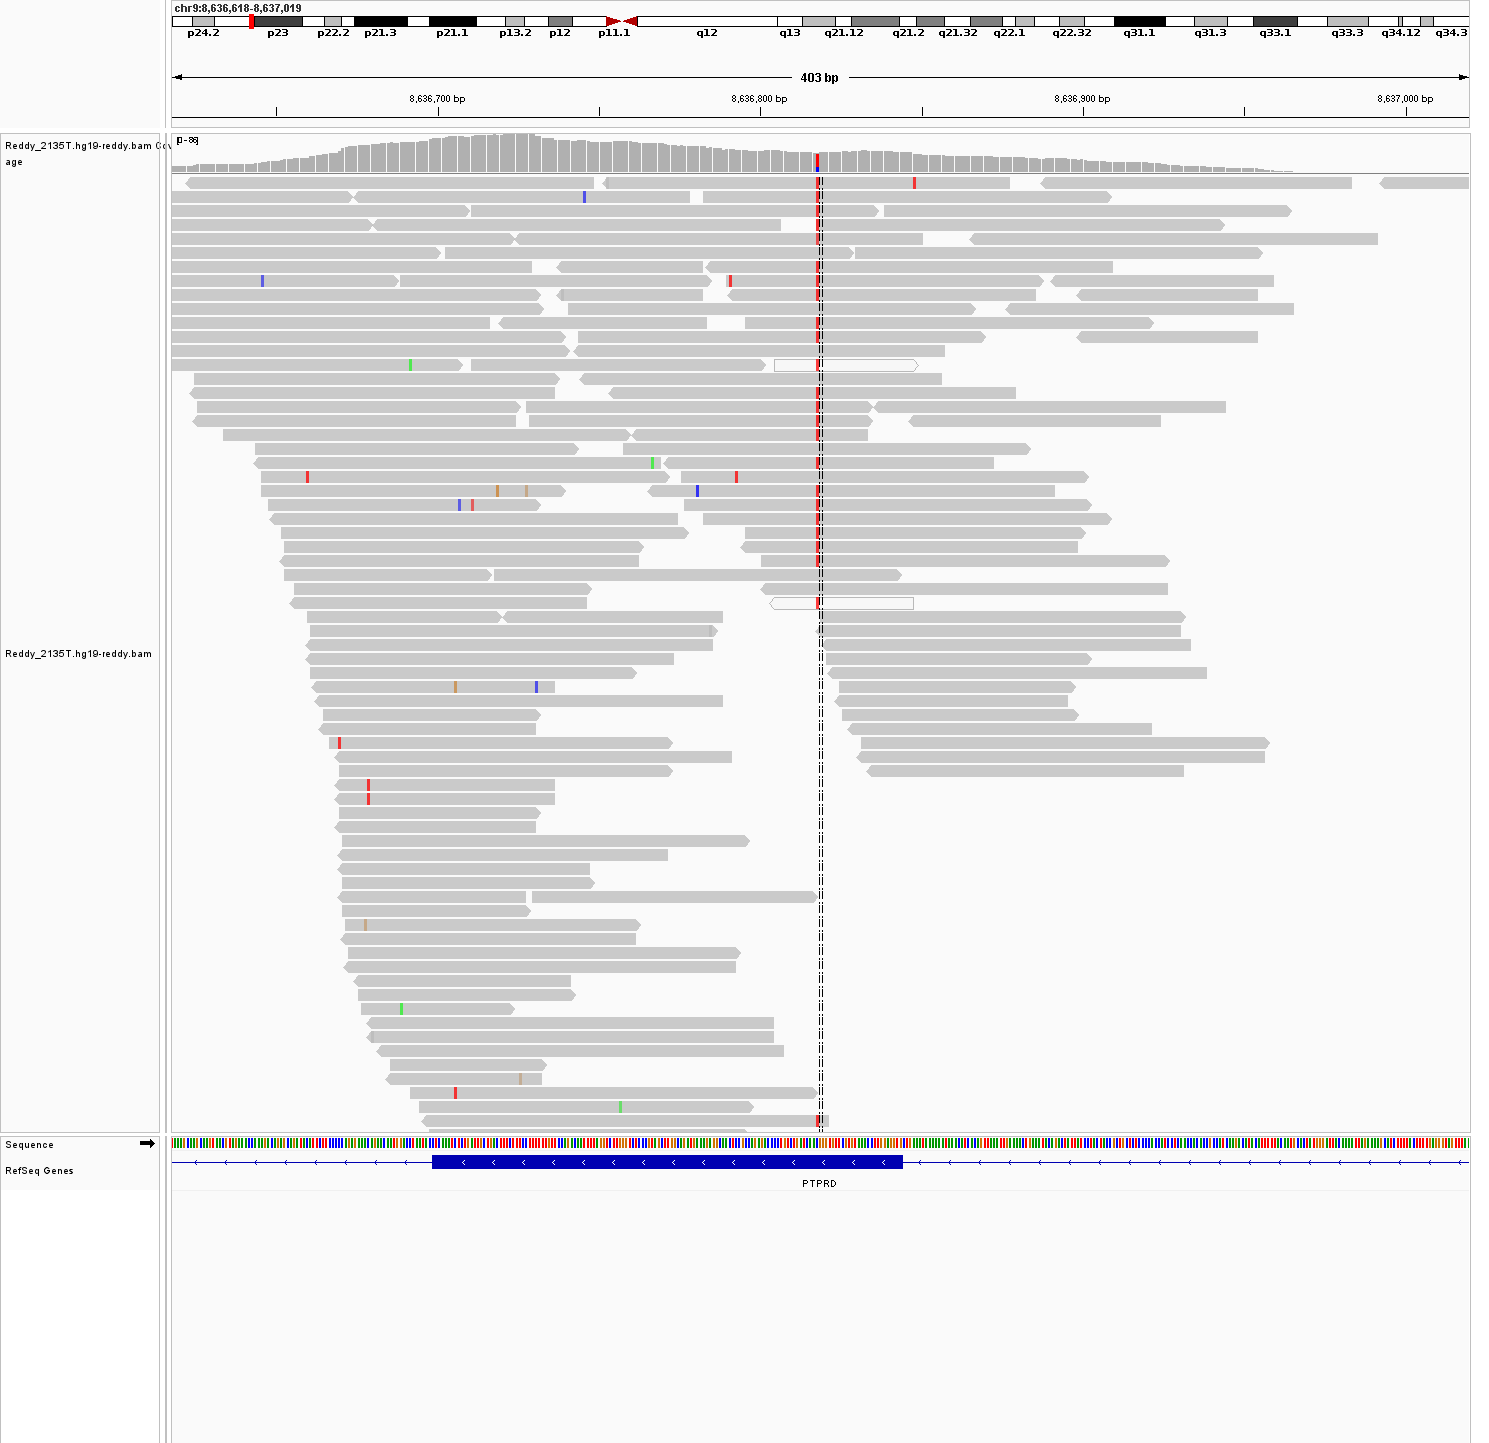 chr9:8,636,618-8,637,019
p24.2 p23 p22.2 p21.3 p21.1 p13.2 p12 p11.1 q12 q13 q21.12 q21.2 q21.32 q22.1 q22.32 q31.1 q31.3 q33.1 q33.3 q34.12 q34.3
403 bp
8,636,700 bp 8,636,800 bp 8,636,900 bp 8,637,000 bp
[0-86]
Reddy_2135T.hg19-reddy.bam Cov
age
Reddy_2135T.hg19-reddy.bam
Sequence
RefSeq Genes
PTPRD